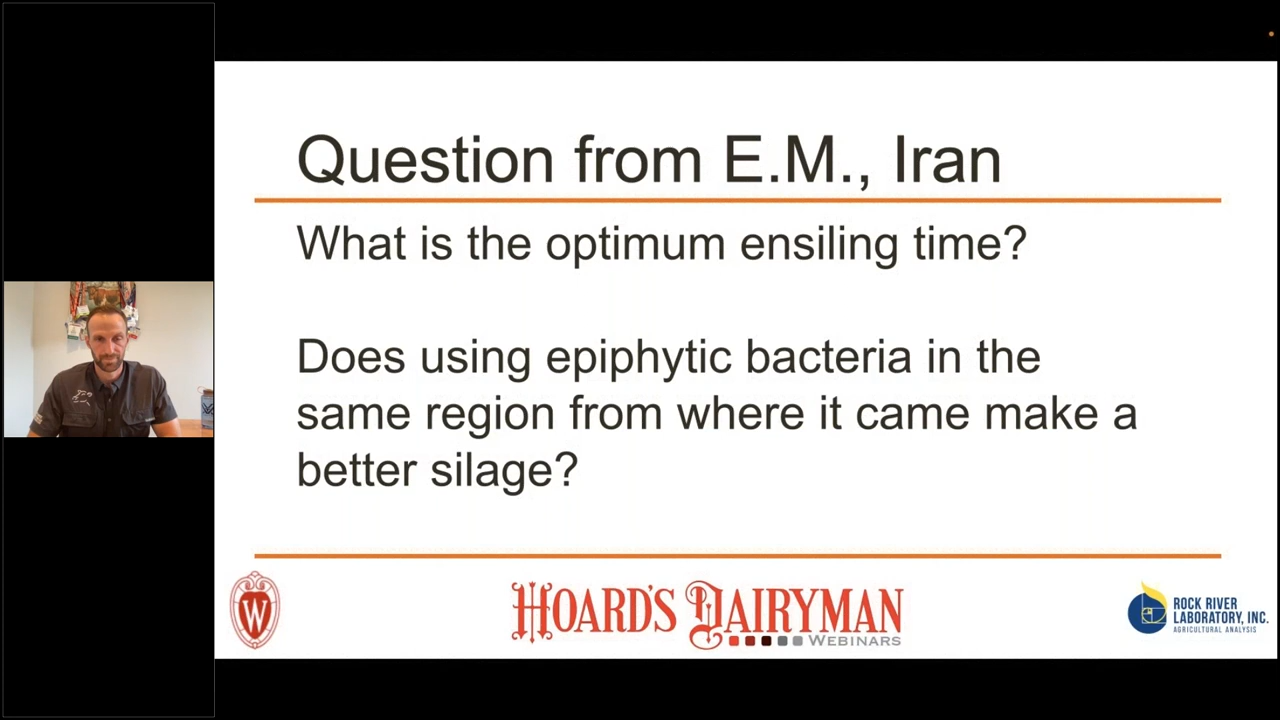 Question from E.M., Iran
What is the optimum ensiling time?
Does using epiphytic bacteria in the
same region from where it came make a
better silage?
W
HOARD'S DAIRYMAN
WEBINARS
ROCK RIVER
LABORATORY, INC.
AGRICULTURAL ANALYSIS